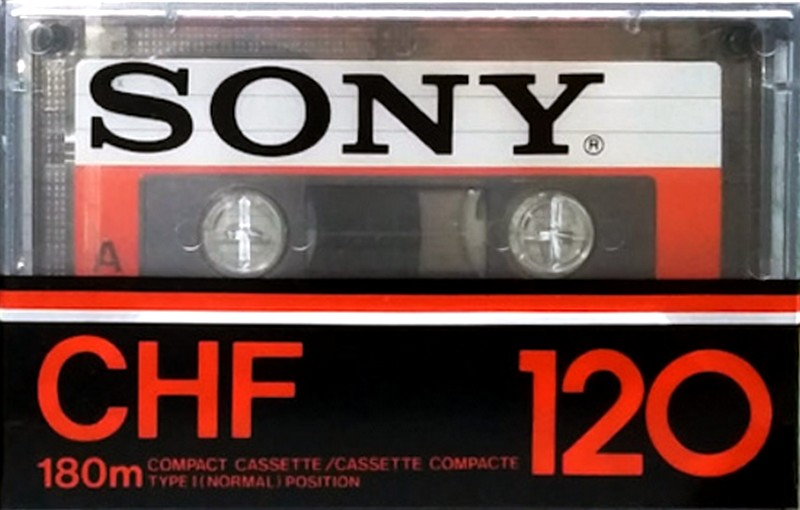 SONY®
A
CHF 120
180m COMPACT CASSETTE/CASSETTE COMPACTE
TYPE I (NORMAL) POSITION